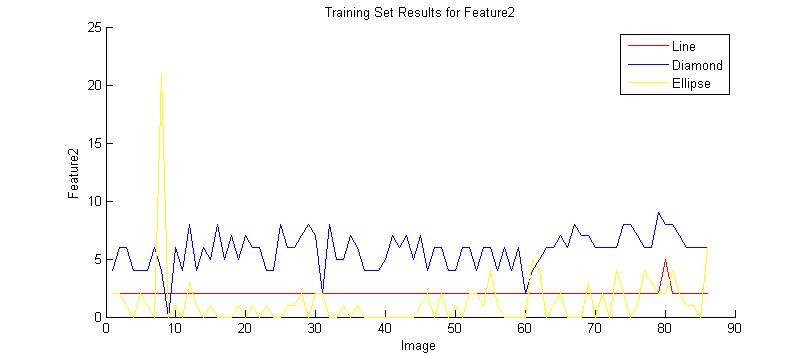 Training Set Results for Feature2
25
20
15
10
5
0
Feature2
0 10 20 30 40 50 60 70 80 90
Image
Line
Diamond
Ellipse